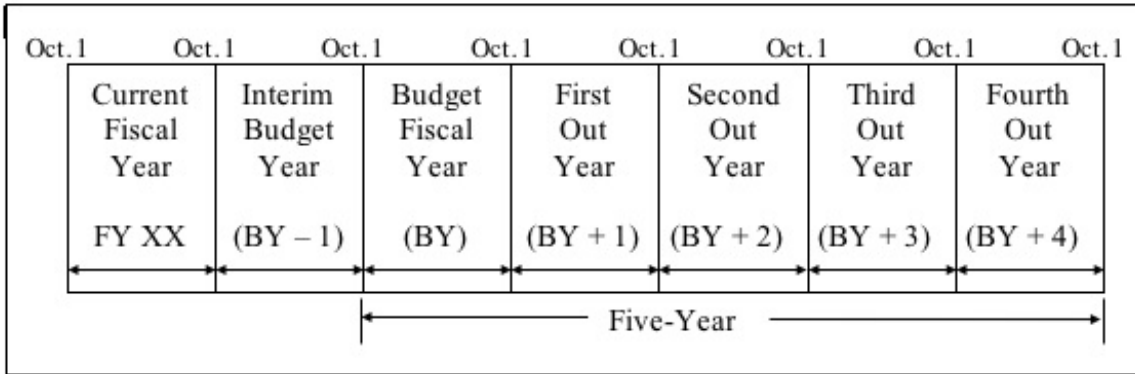 Oct. 1 Oct. 1 Oct. 1 Oct. 1 Oct. 1 Oct. 1 Oct. 1 Oct. 1
Current Interim Budget First Second Third Fourth
Fiscal Budget Fiscal Out Out Out Out
Year Year Year Year Year Year Year
FY XX (BY – 1) (BY) (BY + 1) (BY + 2) (BY + 3) (BY + 4)
Five-Year